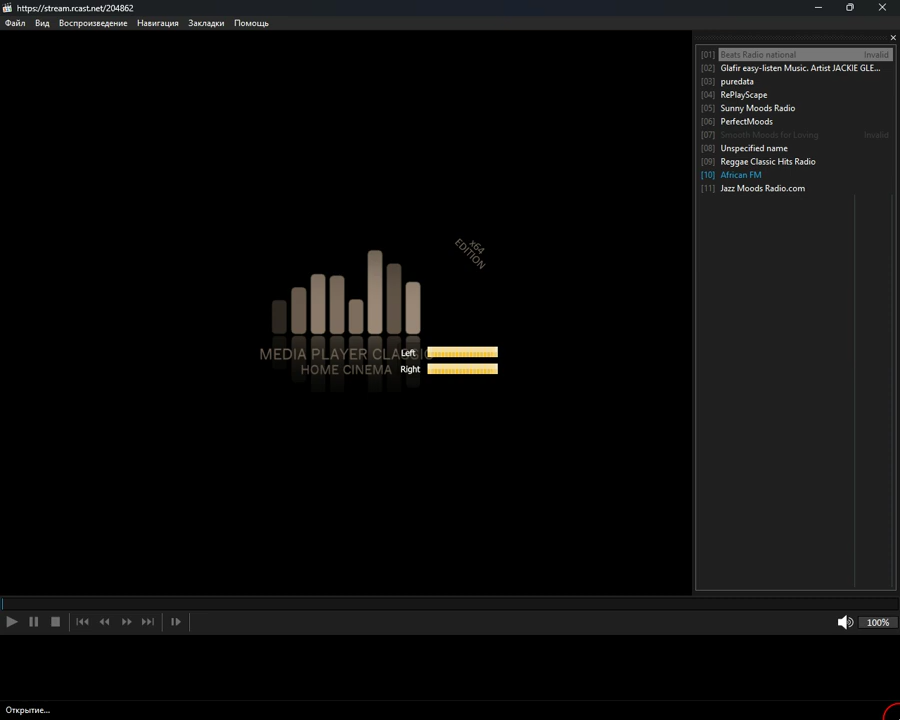 https://stream.rcast.net/204862
Файл Вид Воспроизведение Навигация Закладки Помощь
[01] Beats Radio national Invalid
[02] Glafir easy-listen Music. Artist JACKIE GLE...
[03] puredata
[04] RePlayScape
[05] Sunny Moods Radio
[06] PerfectMoods
[07] Smooth Moods for Loving Invalid
[08] Unspecified name
[09] Reggae Classic Hits Radio
[10] African FM
[11] Jazz Moods Radio.com
x64
EDITION
MEDIA PLAYER CLASSIC
HOME CINEMA
Left
Right
100%
Открытие...